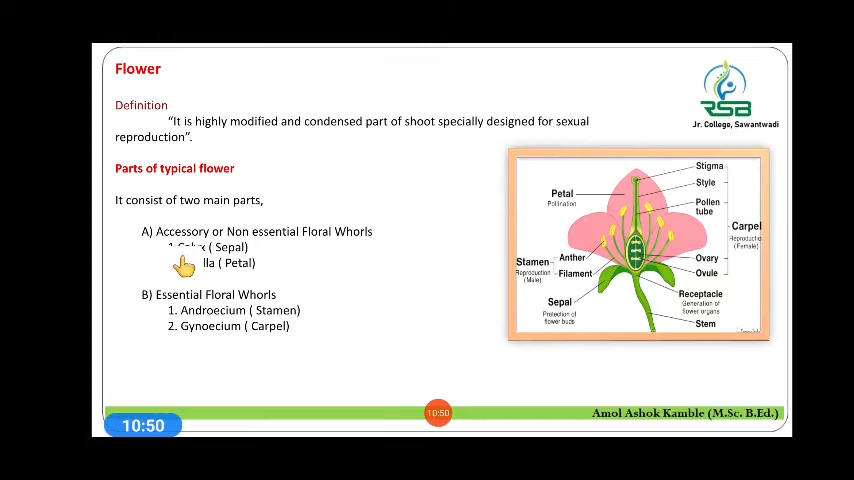 Flower
RSB
Jr. College, Sawantwadi
Definition
“It is highly modified and condensed part of shoot specially designed for sexual
reproduction”.
Parts of typical flower
It consist of two main parts,
A) Accessory or Non essential Floral Whorls
( Sepal)
lla ( Petal)
B) Essential Floral Whorls
1. Androecium ( Stamen)
2. Gynoecium ( Carpel)
Stigma
Style
Pollen
tube
Carpel
Reproductio
(Female)
Petal
Pollination
Stamen
Reproduction
(Male)
Anther
Filament
Ovary
Ovule
Sepal
Protection of
flower buds
Receptacle
Generation of
flower organs
Stem
10:50
Amol Ashok Kamble (M.Sc. B.Ed.)
10:50